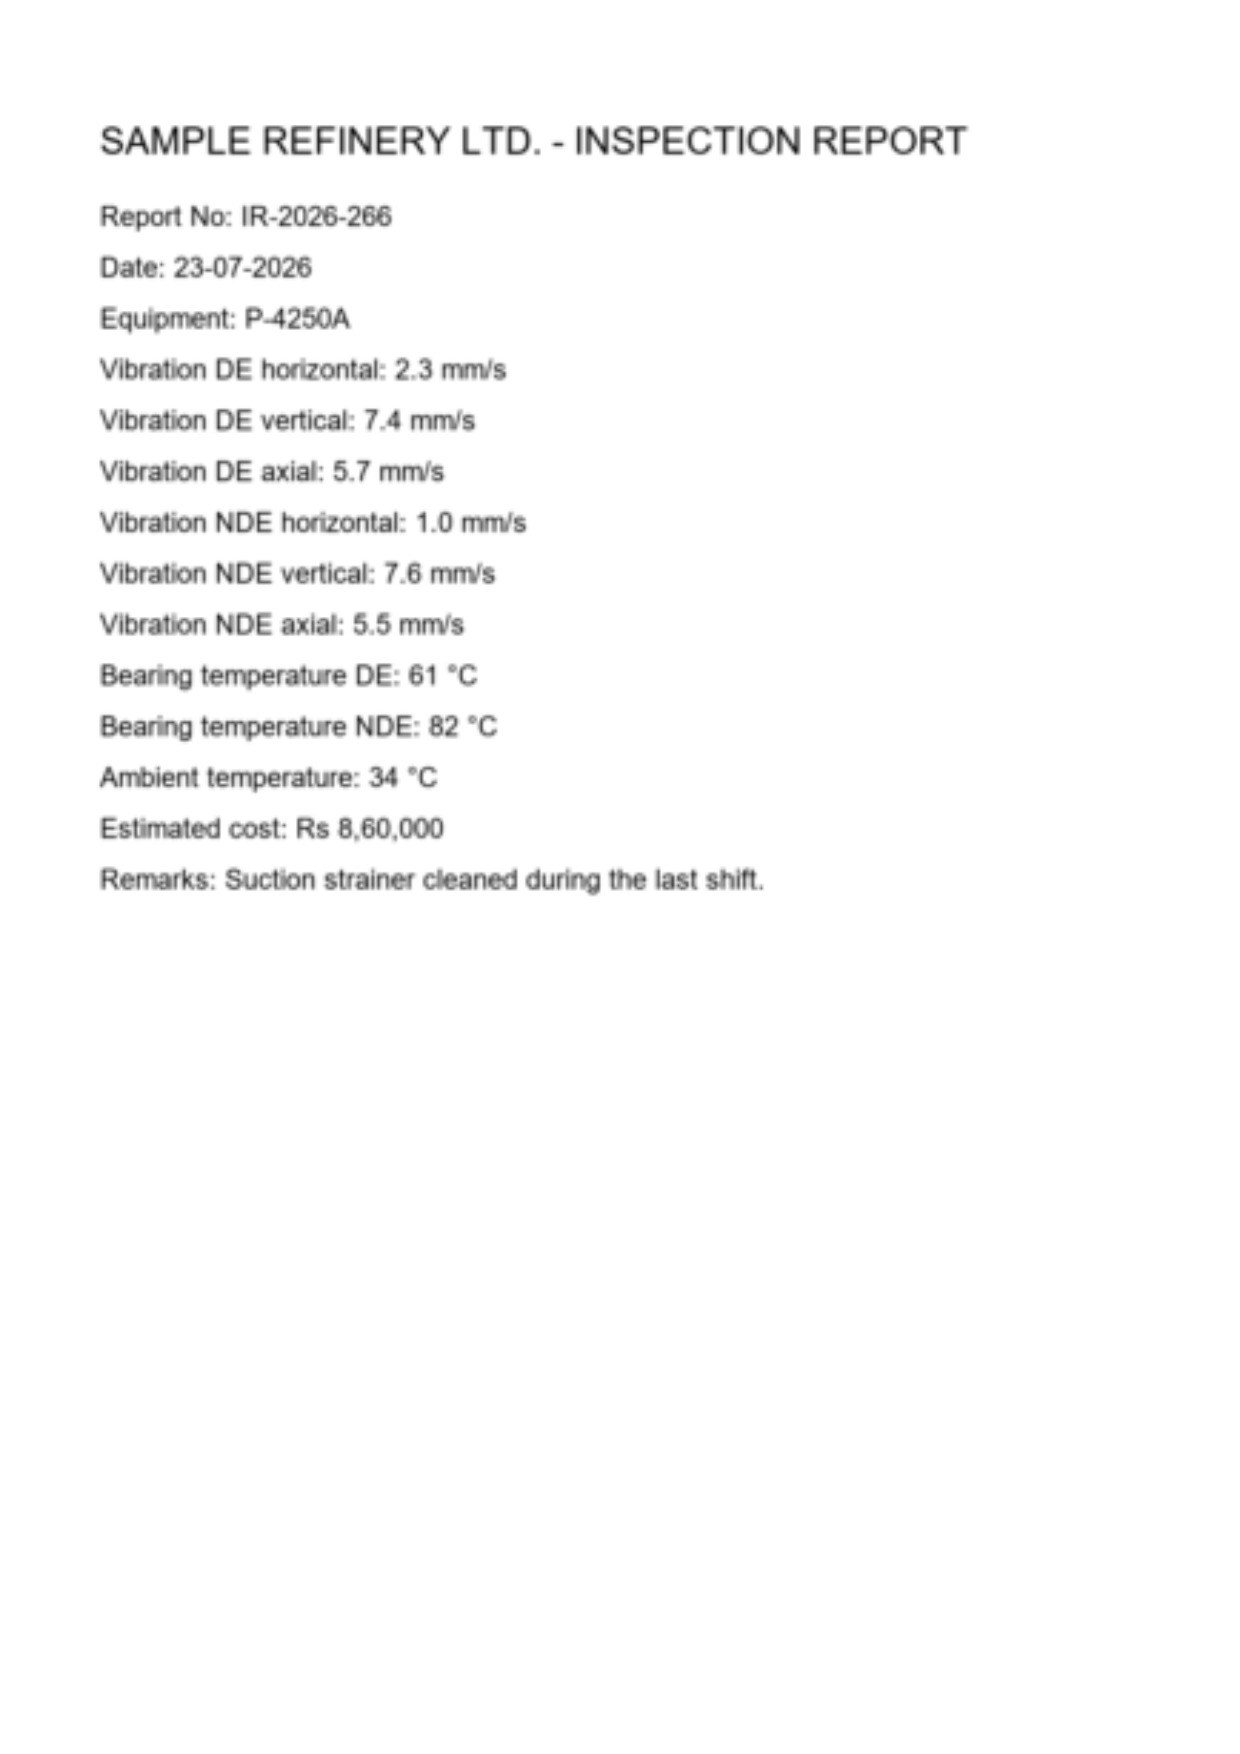 SAMPLE REFINERY LTD. - INSPECTION REPORT
Report No: IR-2026-266
Date: 23-07-2026
Equipment: P-4250A
Vibration DE horizontal: 2.3 mm/s
Vibration DE vertical: 7.4 mm/s
Vibration DE axial: 5.7 mm/s
Vibration NDE horizontal: 1.0 mm/s
Vibration NDE vertical: 7.6 mm/s
Vibration NDE axial: 5.5 mm/s
Bearing temperature DE: 61 °C
Bearing temperature NDE: 82 °C
Ambient temperature: 34 °C
Estimated cost: Rs 8,60,000
Remarks: Suction strainer cleaned during the last shift.